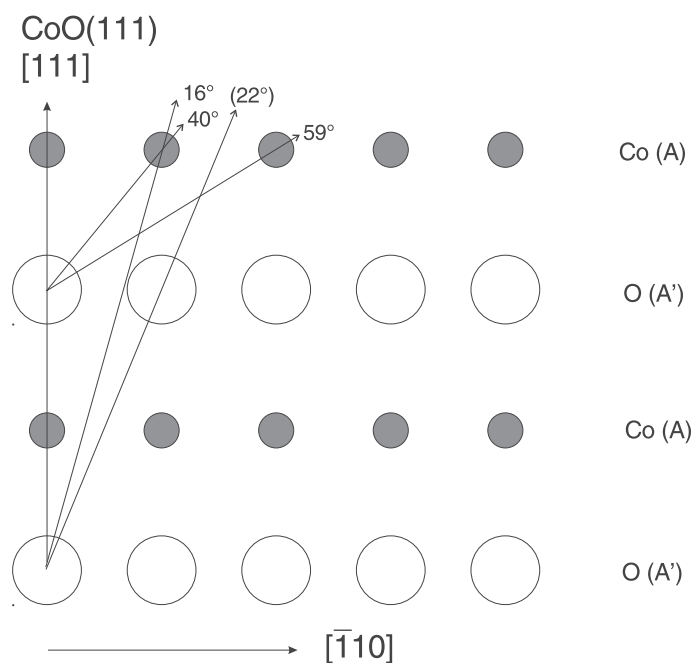 CoO(111)
[111]
16°
(22°)
40°
59°
Co (A)
O (A')
Co (A)
O (A')
[1̅10]